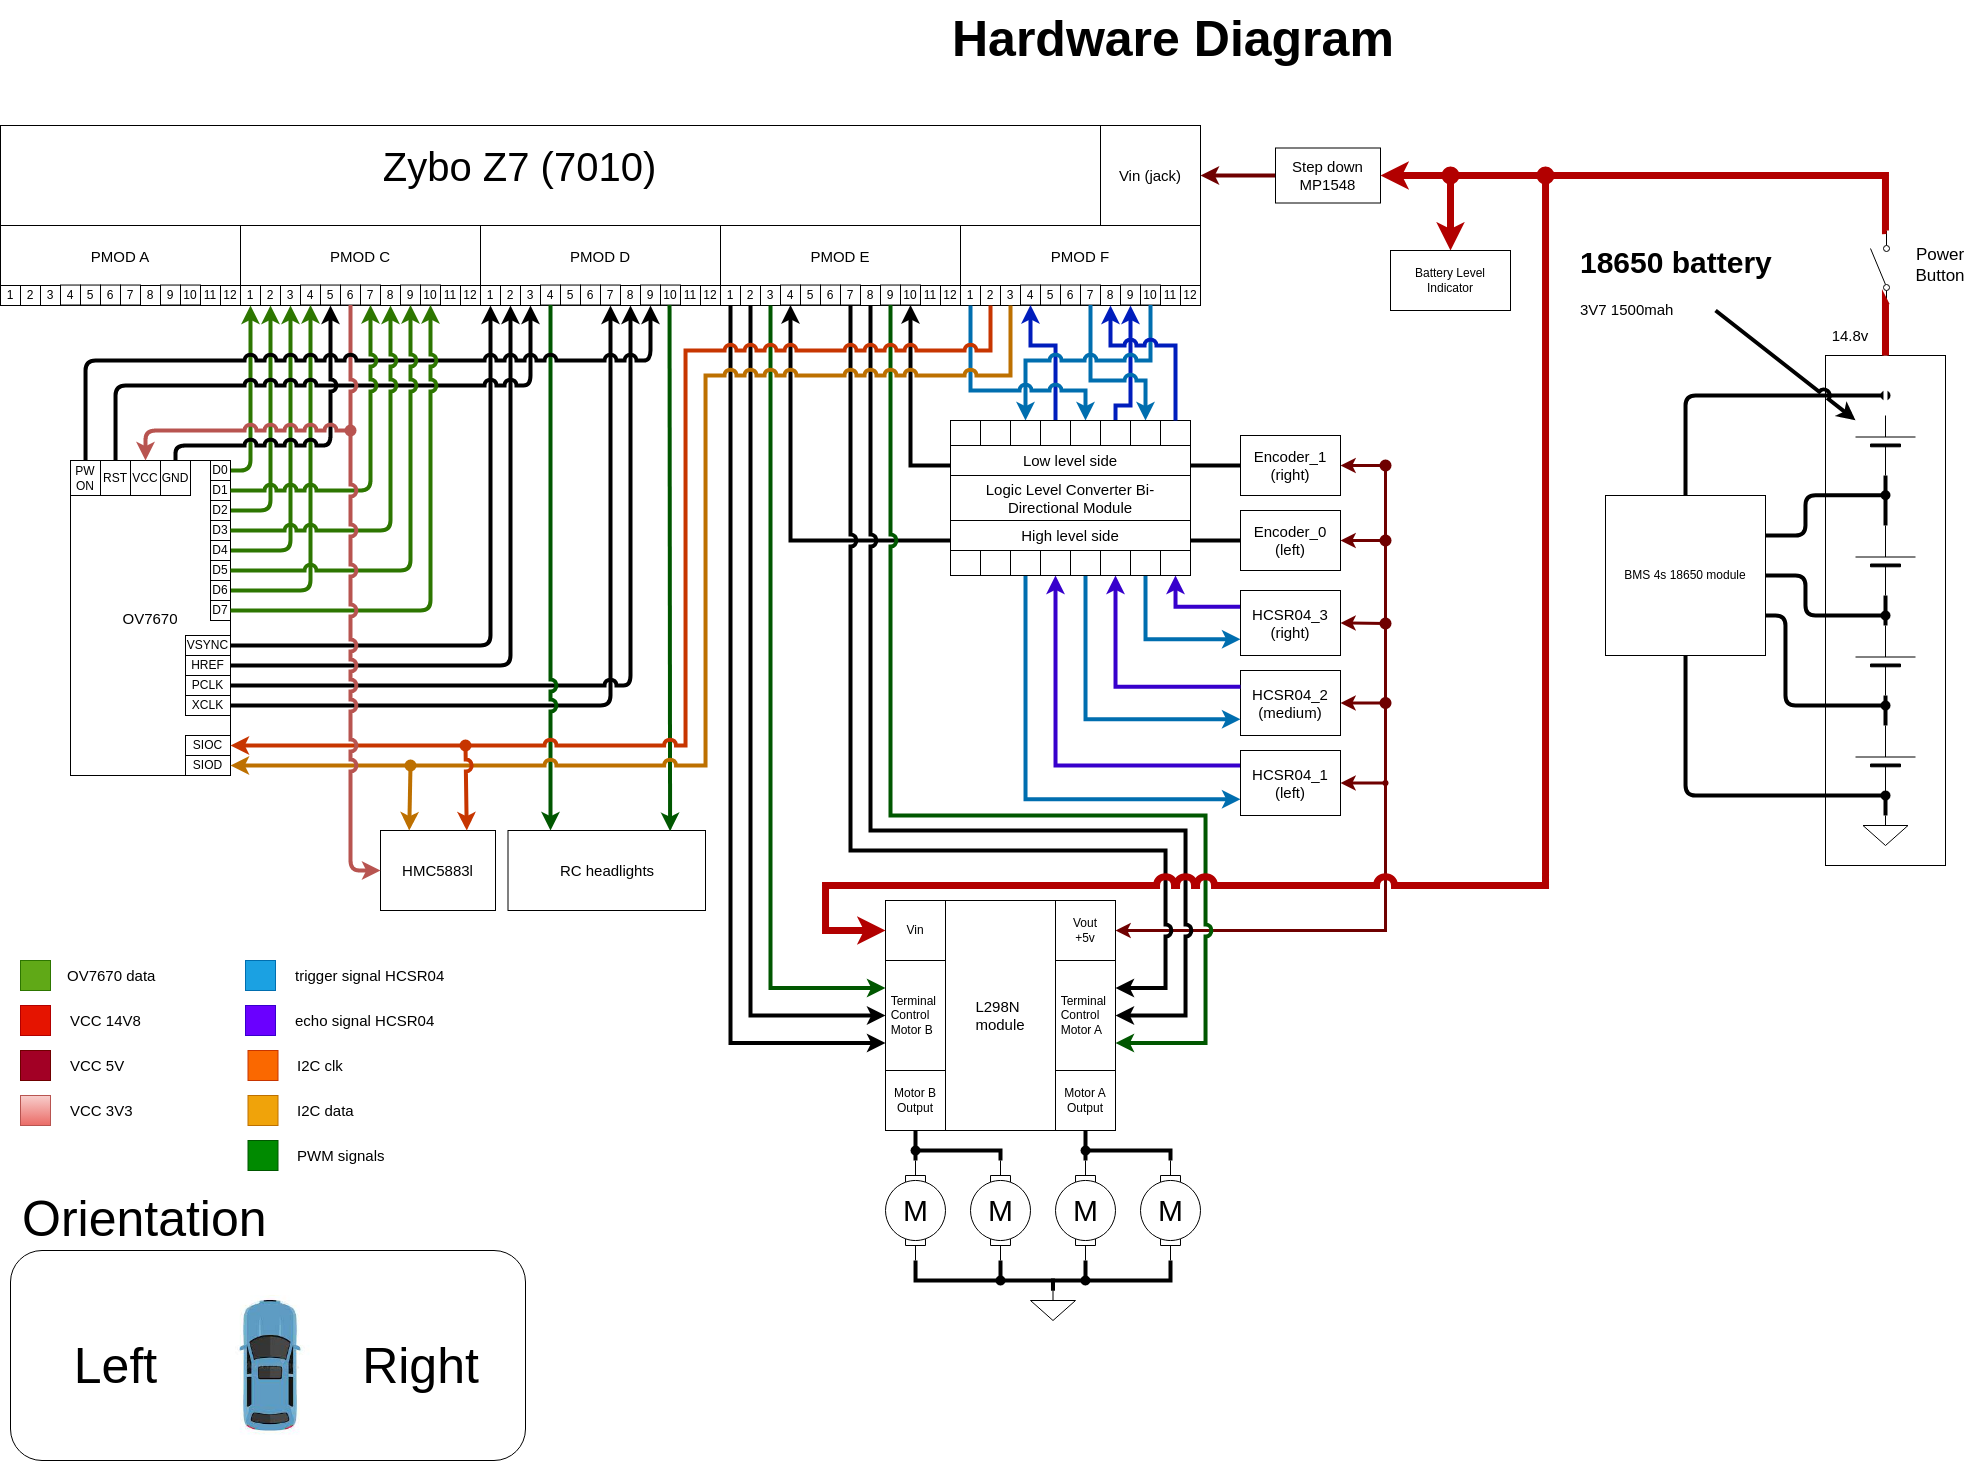 Hardware Diagram
Zybo Z7 (7010)
Vin (jack)
Step down
MP1548
PMOD A
PMOD C
PMOD D
PMOD E
PMOD F
1 2 3 4 5 6 7 8 9 10 11 12 1 2 3 4 5 6 7 8 9 10 11 12 1 2 3 4 5 6 7 8 9 10 11 12 1 2 3 4 5 6 7 8 9 10 11 12 1 2 3 4 5 6 7 8 9 10 11 12
Battery Level
Indicator
18650 battery
3V7 1500mah
Power
Button
14.8v
PW
ON
RST
VCC
GND
D0
D1
D2
D3
D4
D5
D6
D7
OV7670
VSYNC
HREF
PCLK
XCLK
SIOC
SIOD
Low level side
Logic Level Converter Bi-
Directional Module
High level side
Encoder_1
(right)
Encoder_0
(left)
HCSR04_3
(right)
HCSR04_2
(medium)
HCSR04_1
(left)
BMS 4s 18650 module
HMC5883l
RC headlights
Vin
Vout
+5v
Terminal
Control
Motor B
L298N
module
Terminal
Control
Motor A
Motor B
Output
Motor A
Output
M
M
M
M
OV7670 data
VCC 14V8
VCC 5V
VCC 3V3
trigger signal HCSR04
echo signal HCSR04
I2C clk
I2C data
PWM signals
Orientation
Left
Right